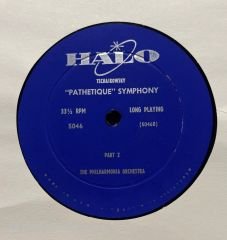 HALO
TSCHAIKOWSKY
"PATHETIQUE" SYMPHONY
33⅓ RPM LONG PLAYING
5046 (5046B)
PART 2
THE PHILHARMONIA ORCHESTRA